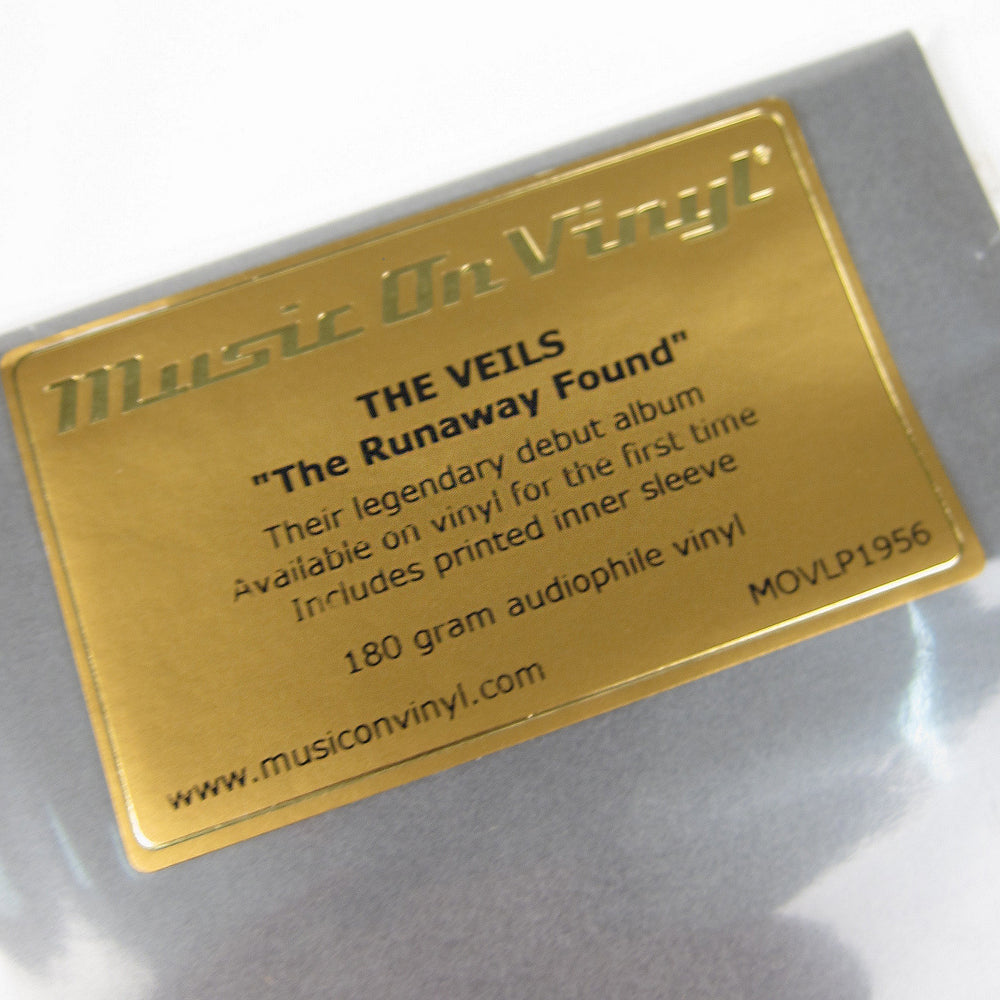 Music On Vinyl®
THE VEILS
"The Runaway Found"
Their legendary debut album
Available on vinyl for the first time
Includes printed inner sleeve
180 gram audiophile vinyl
MOVLP1956
www.musiconvinyl.com